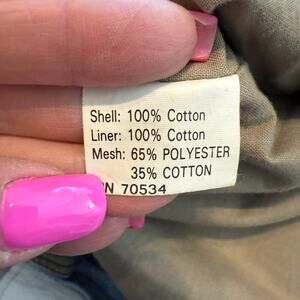 Shell: 100% Cotton
Liner: 100% Cotton
Mesh: 65% POLYESTER
35% COTTON
70534